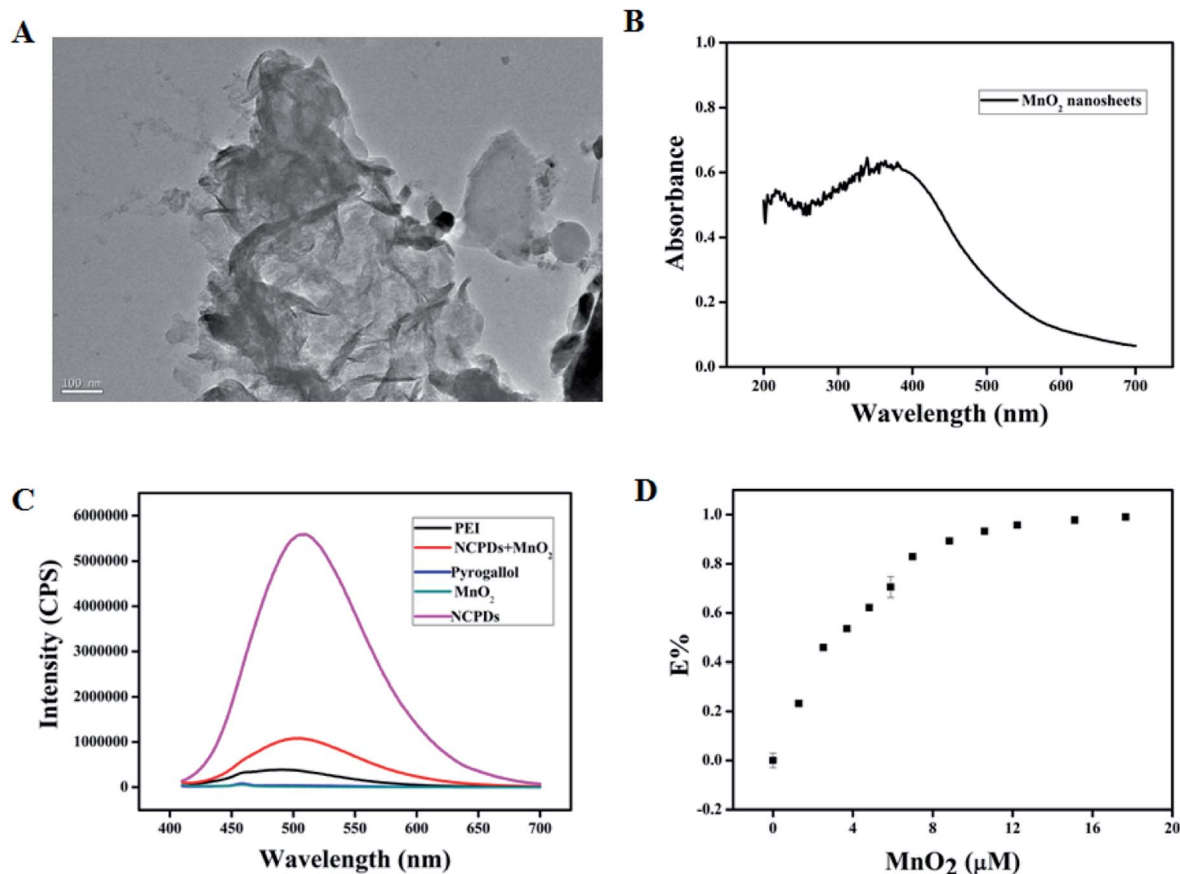 A
100 nm
B
1.0
0.8
0.6
0.4
0.2
0.0
Absorbance
MnO2 nanosheets
200 300 400 500 600 700
Wavelength (nm)
C
6000000
5000000
4000000
3000000
2000000
1000000
0
Intensity (CPS)
PEI
NCPDs+MnO2
Pyrogallol
MnO2
NCPDs
400 450 500 550 600 650 700
Wavelength (nm)
D
1.0
0.8
0.6
0.4
0.2
0.0
-0.2
E%
0 4 8 12 16 20
MnO2 (μM)